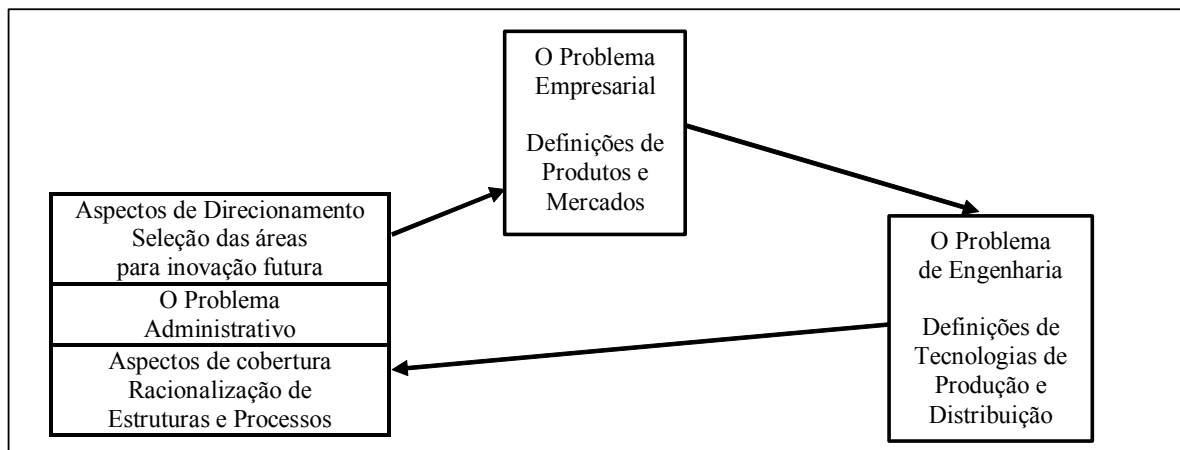 O Problema
Empresarial
Definições de
Produtos e
Mercados
Aspectos de Direcionamento
Seleção das áreas
para inovação futura
O Problema
Administrativo
Aspectos de cobertura
Racionalização de
Estruturas e Processos
O Problema
de Engenharia
Definições de
Tecnologias de
Produção e
Distribuição